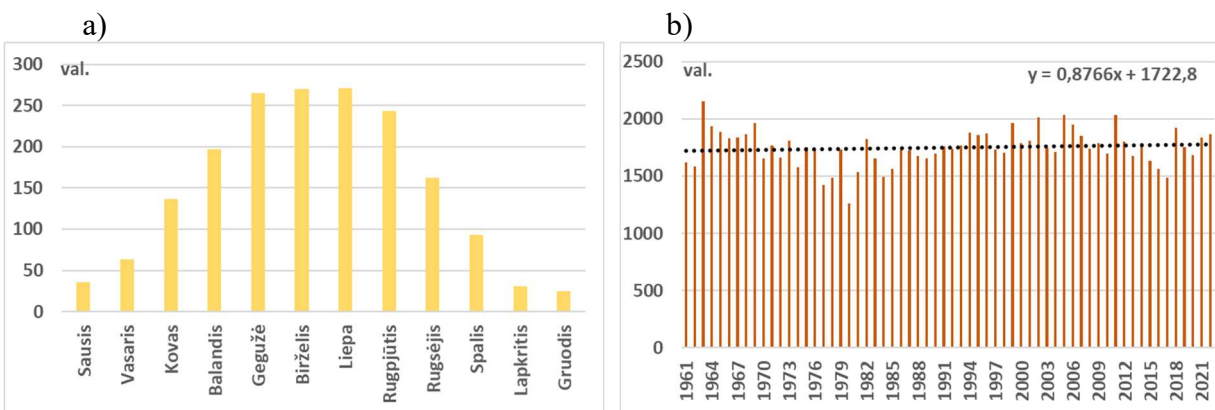 a)
val.
300
250
200
150
100
50
0
Sausis
Vasaris
Kovas
Balandis
Gegužė
Birželis
Liepa
Rugpjūtis
Rugsėjis
Spalis
Lapkritis
Gruodis
b)
val.
y = 0,8766x + 1722,8
2500
2000
1500
1000
500
0
1961
1964
1967
1970
1973
1976
1979
1982
1985
1988
1991
1994
1997
2000
2003
2006
2009
2012
2015
2018
2021